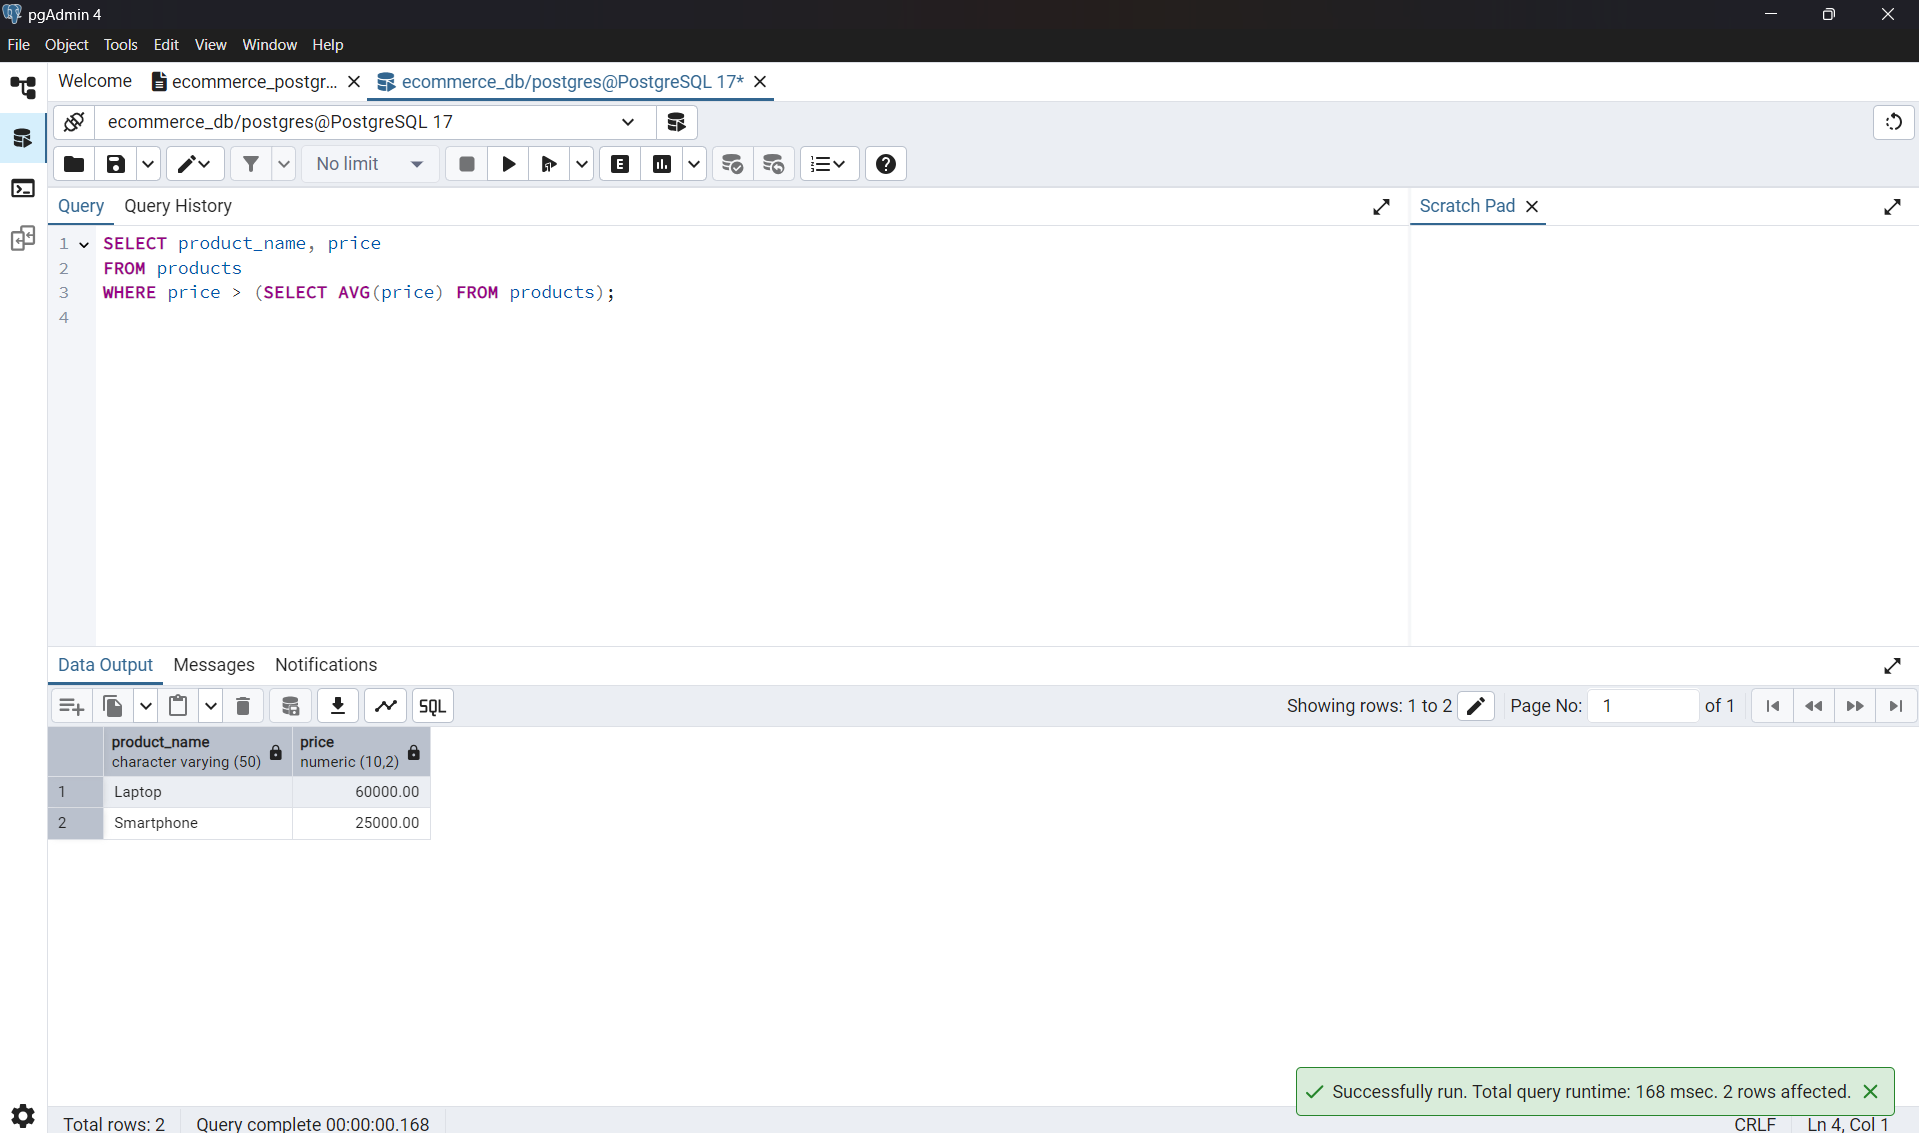 pgAdmin 4
File Object Tools Edit View Window Help
Welcome ecommerce_postgr... ecommerce_db/postgres@PostgreSQL 17*
ecommerce_db/postgres@PostgreSQL 17
No limit E
Query Query History Scratch Pad
1 SELECT product_name, price
2 FROM products
3 WHERE price > (SELECT AVG(price) FROM products);
4
Data Output Messages Notifications
SQL Showing rows: 1 to 2 Page No: 1 of 1
product_name price
character varying (50) numeric (10,2)
1 Laptop 60000.00
2 Smartphone 25000.00
Successfully run. Total query runtime: 168 msec. 2 rows affected.
Total rows: 2 Query complete 00:00:00.168 CRLF Ln 4, Col 1